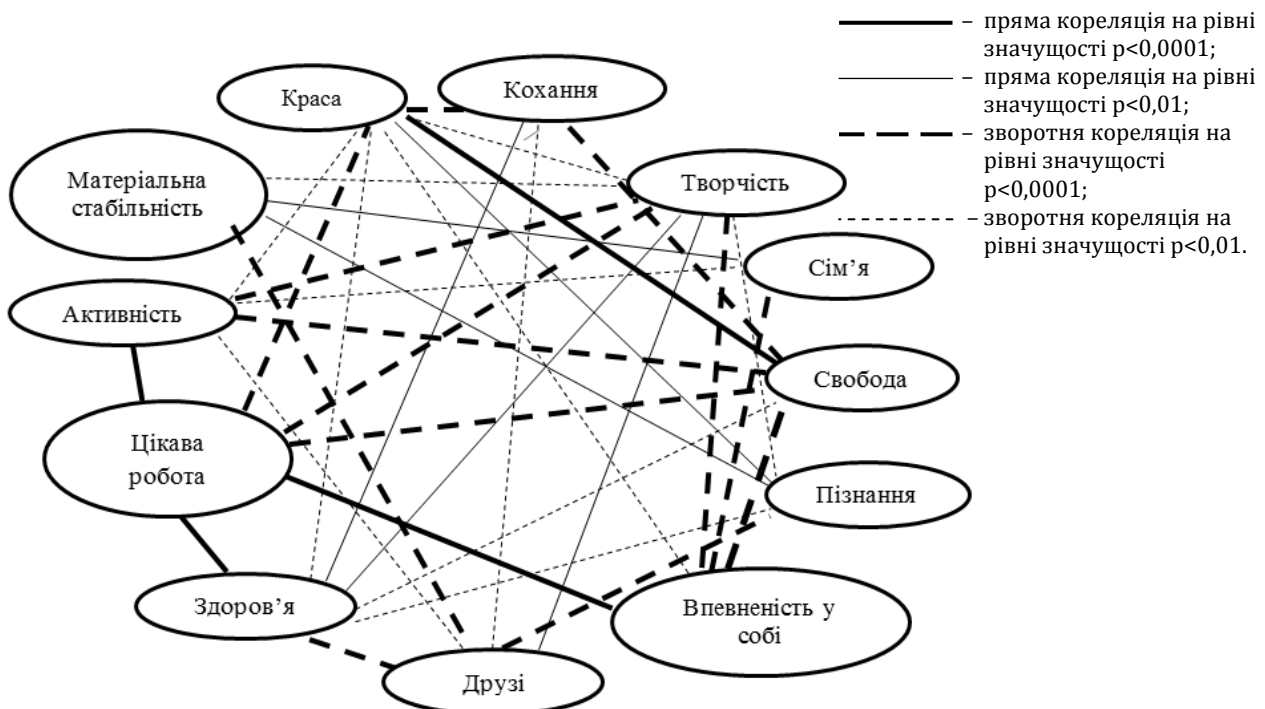 – пряма кореляція на рівні
значущості p<0,0001;
– пряма кореляція на рівні
значущості p<0,01;
– зворотня кореляція на
рівні значущості
p<0,0001;
– зворотня кореляція на
рівні значущості p<0,01.
Краса
Кохання
Матеріальна
стабільність
Творчість
Сім’я
Активність
Свобода
Цікава
робота
Пізнання
Здоров’я
Впевненість у
собі
Друзі